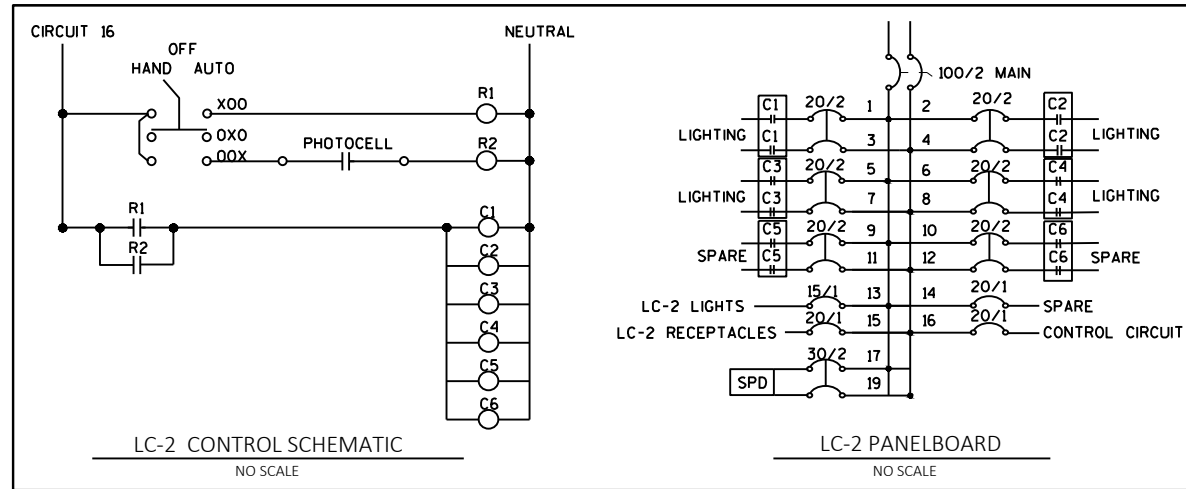 CIRCUIT 16
NEUTRAL
OFF
HAND AUTO
XOO
R1
OXO
OOX
PHOTOCELL
R2
R1
R2
C1
C2
C3
C4
C5
C6
LC-2 CONTROL SCHEMATIC
NO SCALE
100/2 MAIN
C1 20/2 1 2 20/2 C2
LIGHTING LIGHTING
C1 3 4 C2
C3 20/2 5 6 20/2 C4
LIGHTING LIGHTING
C3 7 8 C4
C5 20/2 9 10 20/2 C6
SPARE C5 11 12 C6 SPARE
LC-2 LIGHTS 15/1 13 14 20/1 SPARE
LC-2 RECEPTACLES 20/1 15 16 20/1 CONTROL CIRCUIT
30/2 17
SPD 19
LC-2 PANELBOARD
NO SCALE